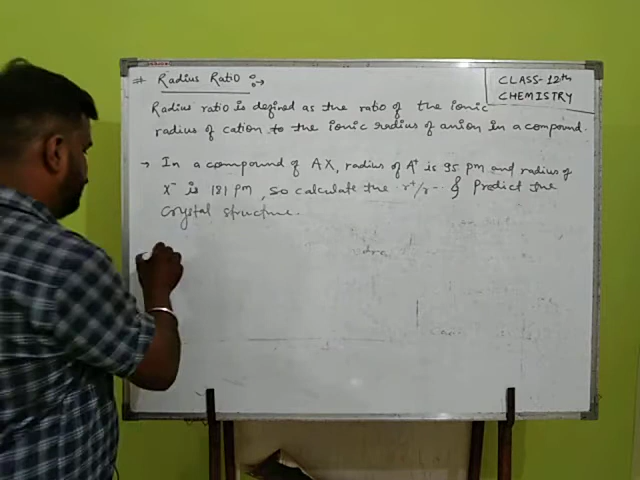 # Radius Ratio :→
CLASS-12th
CHEMISTRY
Radius ratio is defined as the ratio of the ionic
radius of cation to the ionic radius of anion in a compound.
→ In a compound of AX, radius of A⁺ is 95 pm and radius of
X⁻ is 181 pm, so calculate the r⁺/r⁻ & Predict the
Crystal structure.